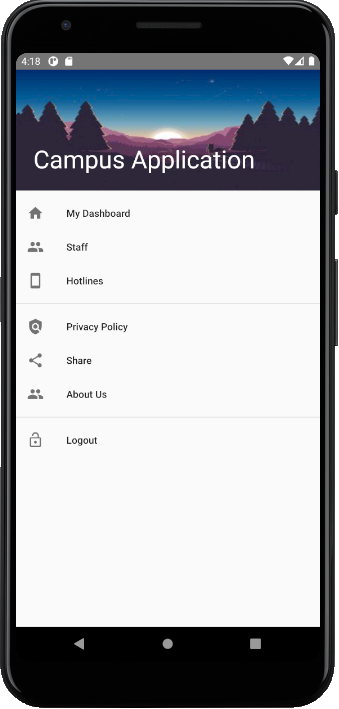 4:18
Campus Application
My Dashboard
Staff
Hotlines
Privacy Policy
Share
About Us
Logout